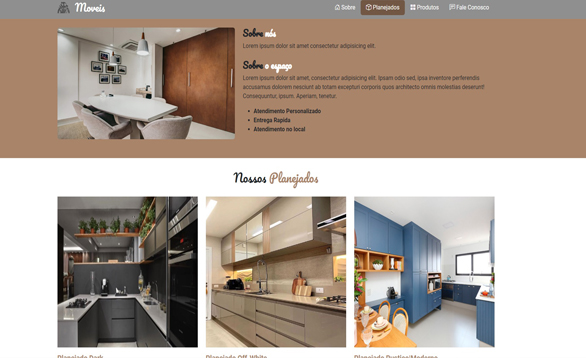 Moveis
Sobre
Planejados
Produtos
Fale Conosco
Sobre nós
Lorem ipsum dolor sit amet consectetur adipisicing elit.
Sobre o espaço
Lorem ipsum dolor sit amet, consectetur adipisicing elit. Ipsam odio sed, ipsa inventore perferendis
accusamus dolorem nesciunt ab totam excepturi corporis quos architecto omnis molestias deserunt!
Consequuntur, ipsum. Aperiam, tenetur.
Atendimento Personalizado
Entrega Rapida
Atendimento no local
Nossos Planejados
Planejado Dark
Planejado Off-White
Planejado Rustico/Moderno